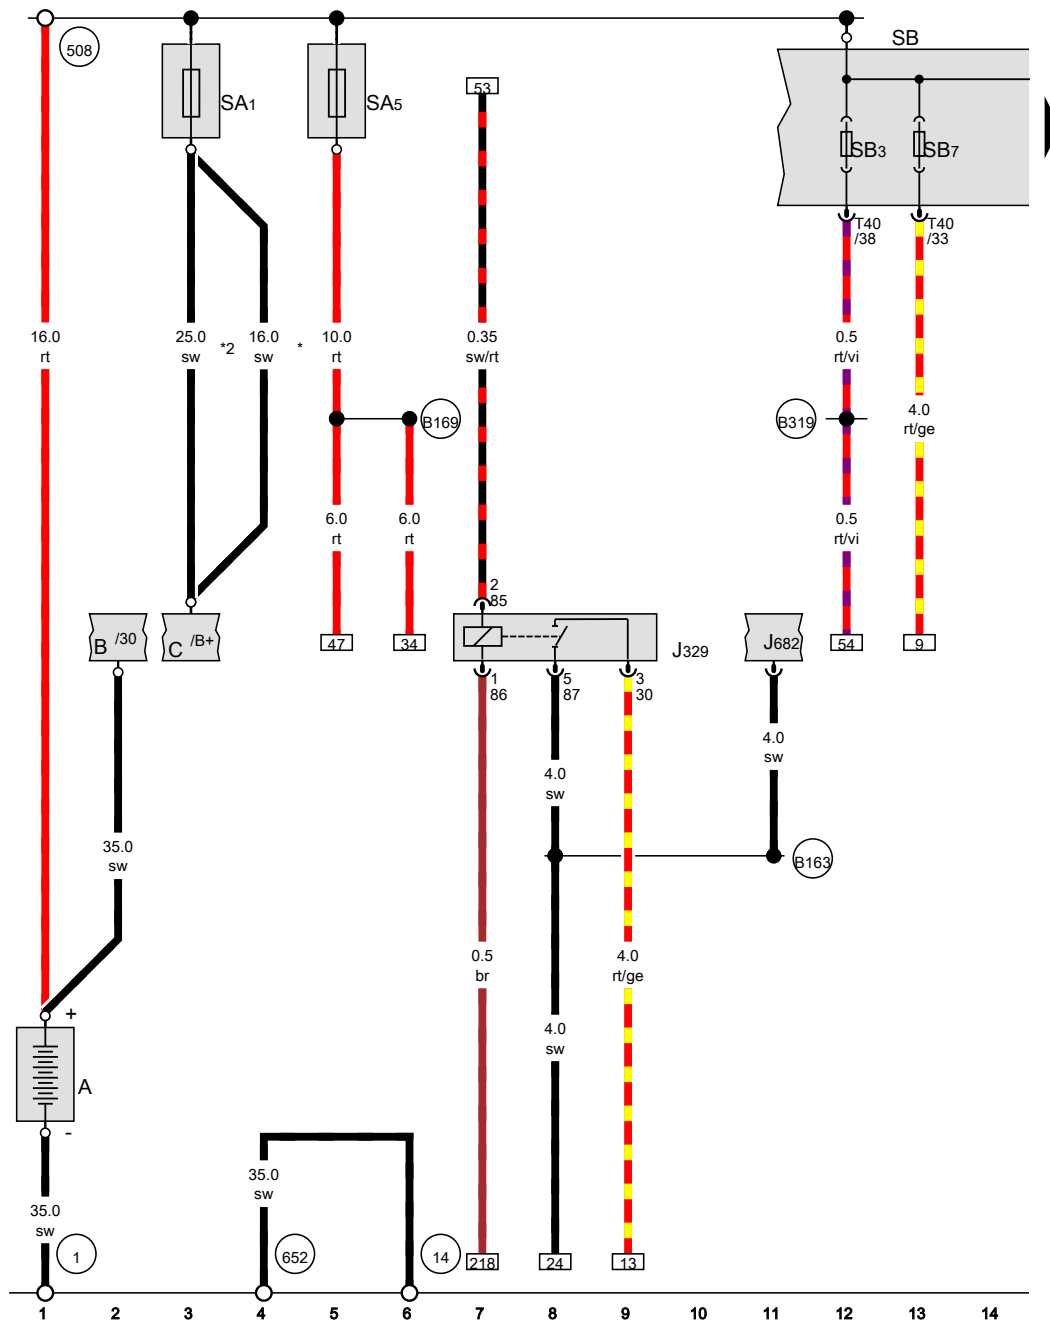 508
SA1
SA5
53
SB
SB3
SB7
T40
/38
T40
/33
16.0
rt
25.0
sw
*2
16.0
sw
*
10.0
rt
0.35
sw/rt
0.5
rt/vi
B169
B319
4.0
rt/ge
6.0
rt
6.0
rt
0.5
rt/vi
2
85
B /30
C /B+
47
34
J329
J682
54
9
1
86
5
87
3
30
4.0
sw
4.0
sw
35.0
sw
B163
0.5
br
4.0
rt/ge
+
4.0
sw
A
-
35.0
sw
35.0
sw
1
652
14
218
24
13
1 2 3 4 5 6 7 8 9 10 11 12 13 14